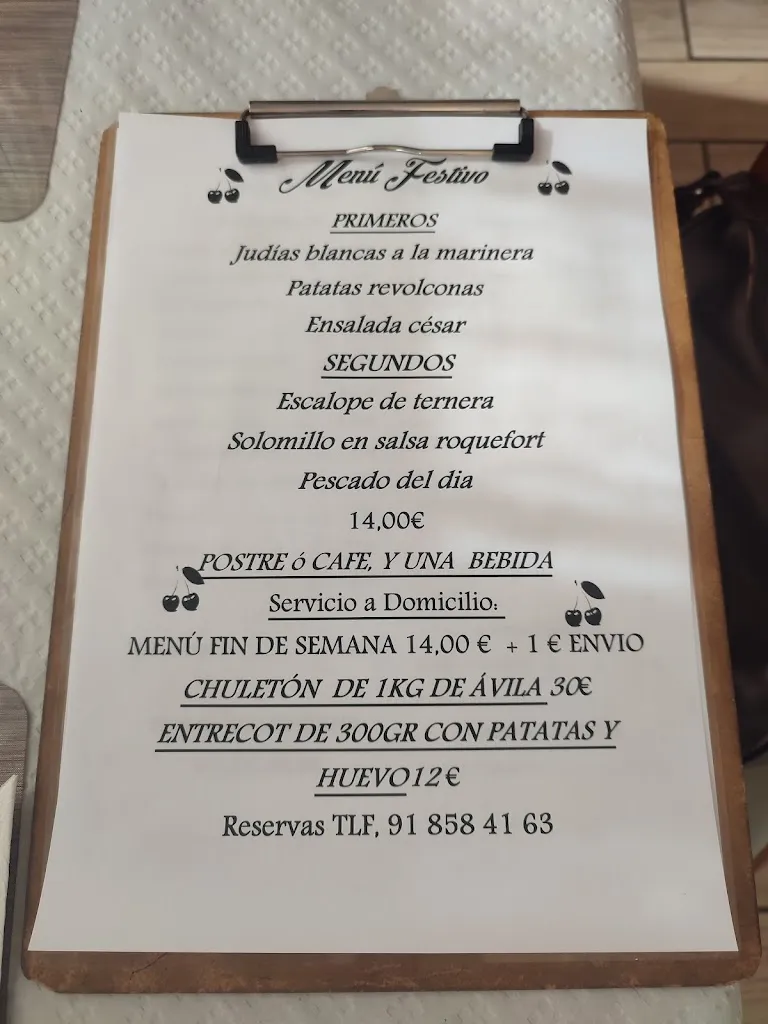 Menú Festivo
PRIMEROS
Judías blancas a la marinera
Patatas revolconas
Ensalada césar
SEGUNDOS
Escalope de ternera
Solomillo en salsa roquefort
Pescado del dia
14,00€
POSTRE ó CAFE, Y UNA BEBIDA
Servicio a Domicilio:
MENÚ FIN DE SEMANA 14,00 € + 1 € ENVIO
CHULETÓN DE 1KG DE ÁVILA 30€
ENTRECOT DE 300GR CON PATATAS Y
HUEVO 12€
Reservas TLF, 91 858 41 63